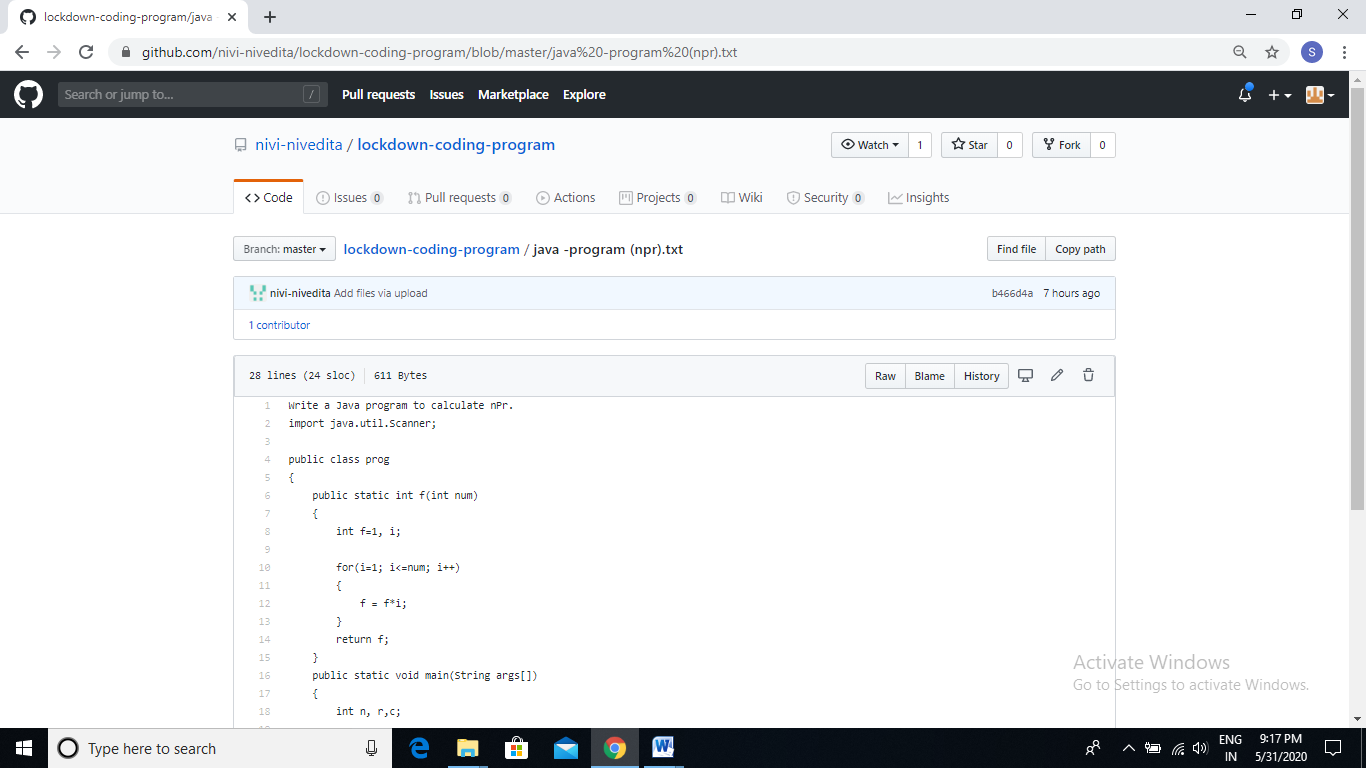 lockdown-coding-program/java
github.com/nivi-nivedita/lockdown-coding-program/blob/master/java%20-program%20(npr).txt
S
Search or jump to... /
Pull requests Issues Marketplace Explore
nivi-nivedita / lockdown-coding-program
Watch 1 Star 0 Fork 0
<> Code Issues 0 Pull requests 0 Actions Projects 0 Wiki Security 0 Insights
Branch: master lockdown-coding-program / java -program (npr).txt Find file Copy path
nivi-nivedita Add files via upload b466d4a 7 hours ago
1 contributor
28 lines (24 sloc) 611 Bytes Raw Blame History
1 Write a Java program to calculate nPr.
2 import java.util.Scanner;
3
4 public class prog
5 {
6 public static int f(int num)
7 {
8 int f=1, i;
9
10 for(i=1; i<=num; i++)
11 {
12 f = f*i;
13 }
14 return f;
15 }
16 public static void main(String args[])
17 {
18 int n, r,c;
Activate Windows
Go to Settings to activate Windows.
Type here to search
ENG
IN
9:17 PM
5/31/2020